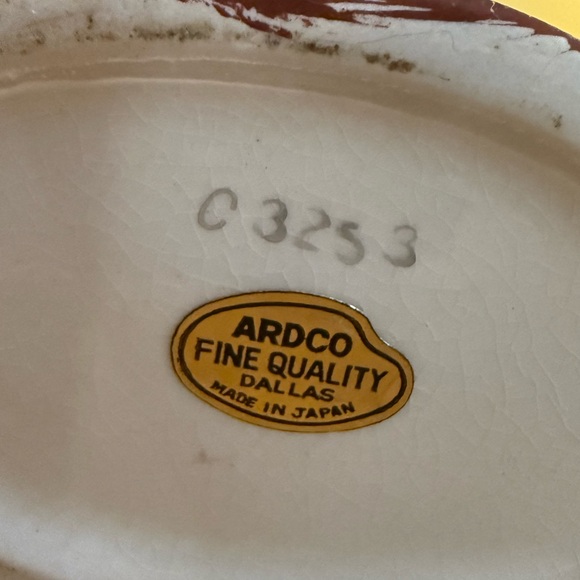 C3253
ARDCO
FINE QUALITY
DALLAS
MADE IN JAPAN